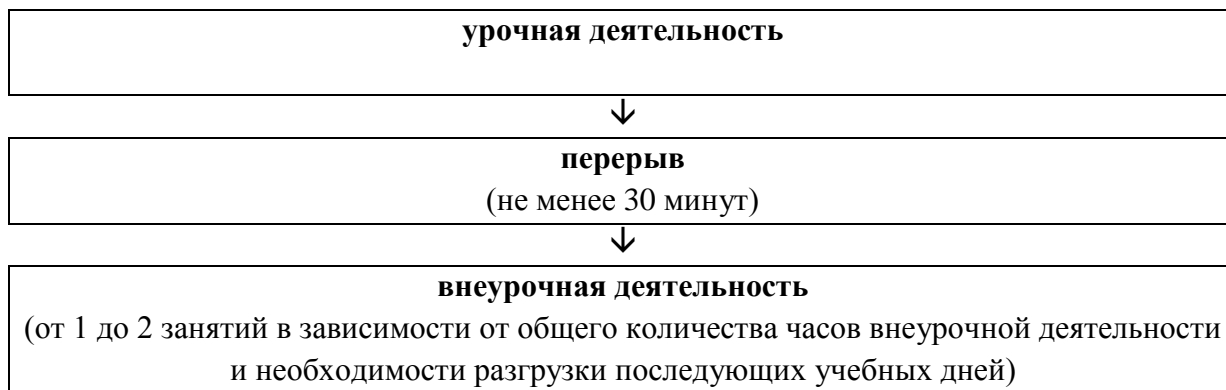 урочная деятельность
↓
перерыв
(не менее 30 минут)
↓
внеурочная деятельность
(от 1 до 2 занятий в зависимости от общего количества часов внеурочной деятельности
и необходимости разгрузки последующих учебных дней)